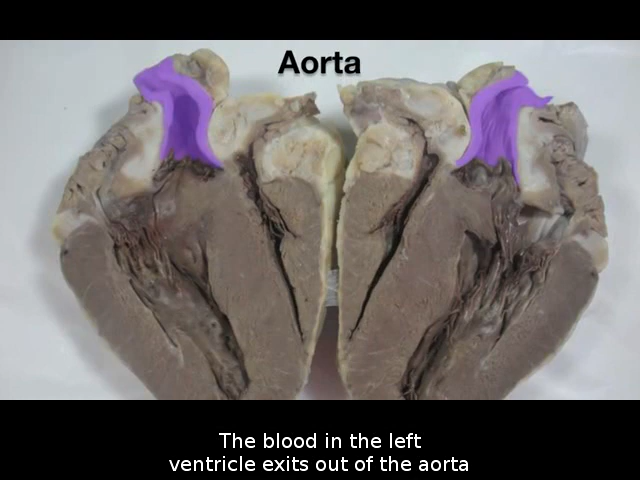 Aorta
The blood in the left
ventricle exits out of the aorta